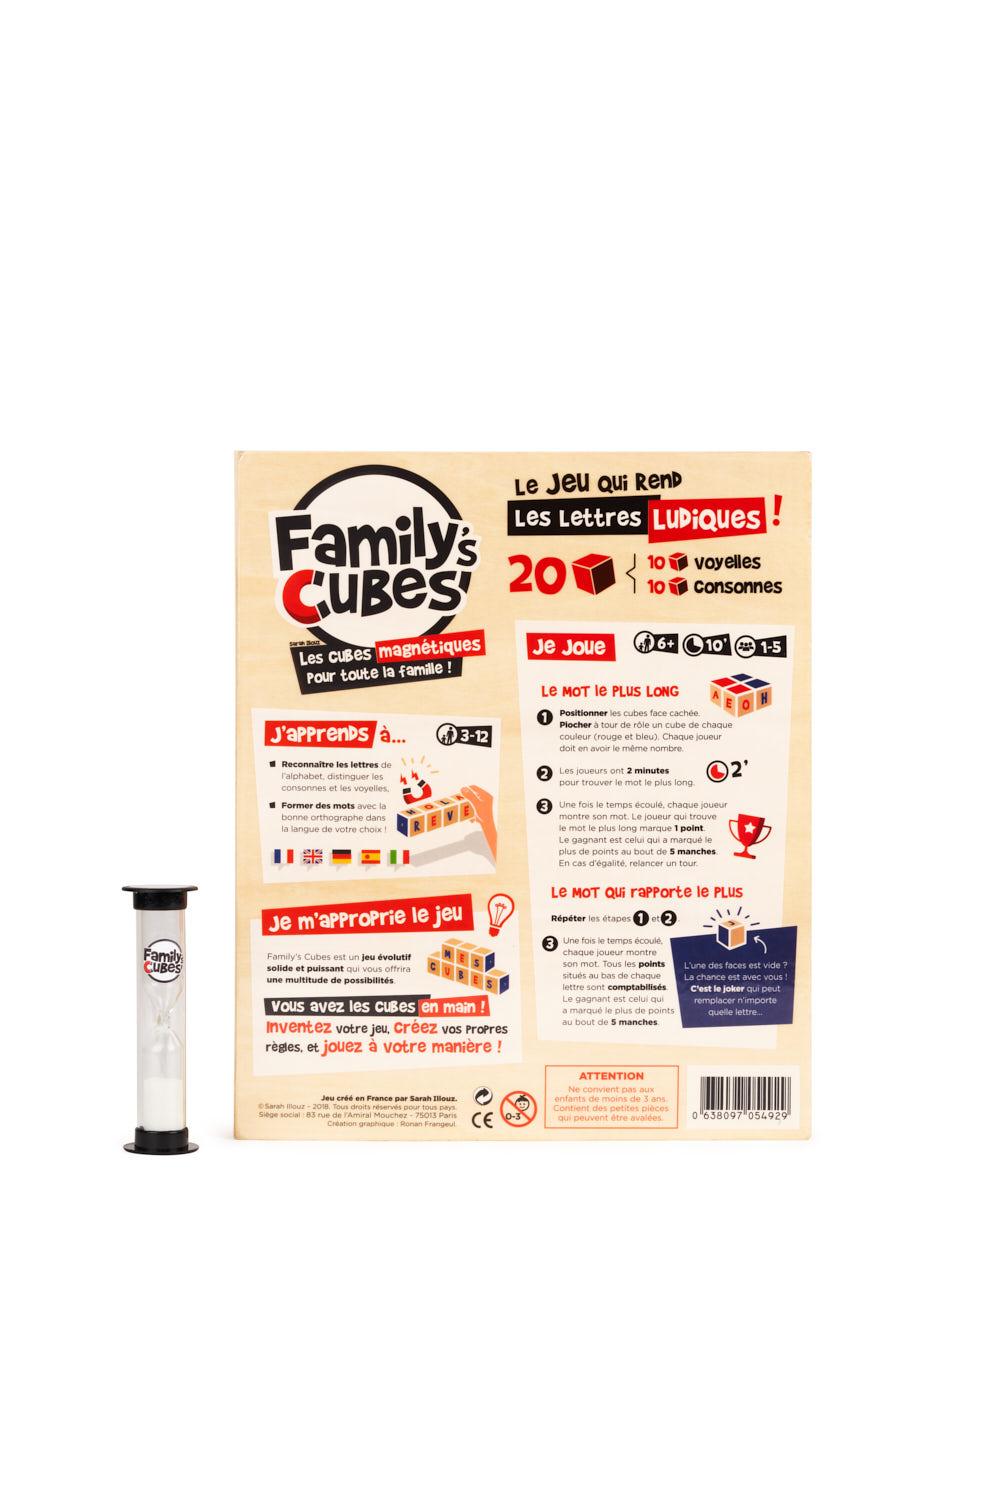 Family's
Cubes
Sarah Illouz
Les cubes magnétiques
Pour toute la famille !
Le Jeu qui Rend
Les Lettres Ludiques !
20
10 voyelles
10 consonnes
J'apprends à...
3-12
Reconnaître les lettres de
l'alphabet, distinguer les
consonnes et les voyelles,
Former des mots avec la
bonne orthographe dans
la langue de votre choix !
HOLA
REVE
Je m'approprie le jeu
Family's Cubes est un jeu évolutif
solide et puissant qui vous offrira
une multitude de possibilités.
MES
CUBES
Vous avez les cubes en main !
Inventez votre jeu, créez vos propres
règles, et jouez à votre manière !
Je Joue
6+
10'
1-5
Le mot le plus long
AEOH
1 Positionner les cubes face cachée.
Piocher à tour de rôle un cube de chaque
couleur (rouge et bleu). Chaque joueur
doit en avoir le même nombre.
2 Les joueurs ont 2 minutes
pour trouver le mot le plus long.
2'
3 Une fois le temps écoulé, chaque joueur
montre son mot. Le joueur qui trouve
le mot le plus long marque 1 point.
Le gagnant est celui qui a marqué le
plus de points au bout de 5 manches.
En cas d'égalité, relancer un tour.
Le mot qui rapporte le plus
Répéter les étapes 1 et 2.
3 Une fois le temps écoulé,
chaque joueur montre
son mot. Tous les points
situés au bas de chaque
lettre sont comptabilisés.
Le gagnant est celui qui
a marqué le plus de points
au bout de 5 manches.
L'une des faces est vide ?
La chance est avec vous !
C'est le joker qui peut
remplacer n'importe
quelle lettre...
Jeu créé en France par Sarah Illouz.
© Sarah Illouz - 2018. Tous droits réservés pour tous pays.
Siège social : 83 rue de l'Amiral Mouchez - 75013 Paris
Création graphique : Ronan Frangeul.
CE
0-3
ATTENTION
Ne convient pas aux
enfants de moins de 3 ans.
Contient des petites pièces
qui peuvent être avalées.
0 638097 054929
Family's
Cubes